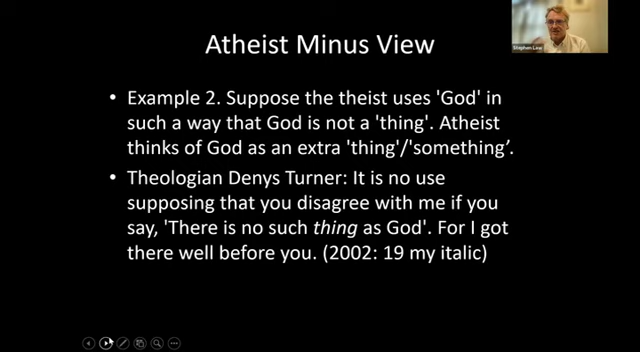 Atheist Minus View
Stephen Law
• Example 2. Suppose the theist uses 'God' in
such a way that God is not a 'thing'. Atheist
thinks of God as an extra 'thing'/'something’.
• Theologian Denys Turner: It is no use
supposing that you disagree with me if you
say, 'There is no such thing as God'. For I got
there well before you. (2002: 19 my italic)